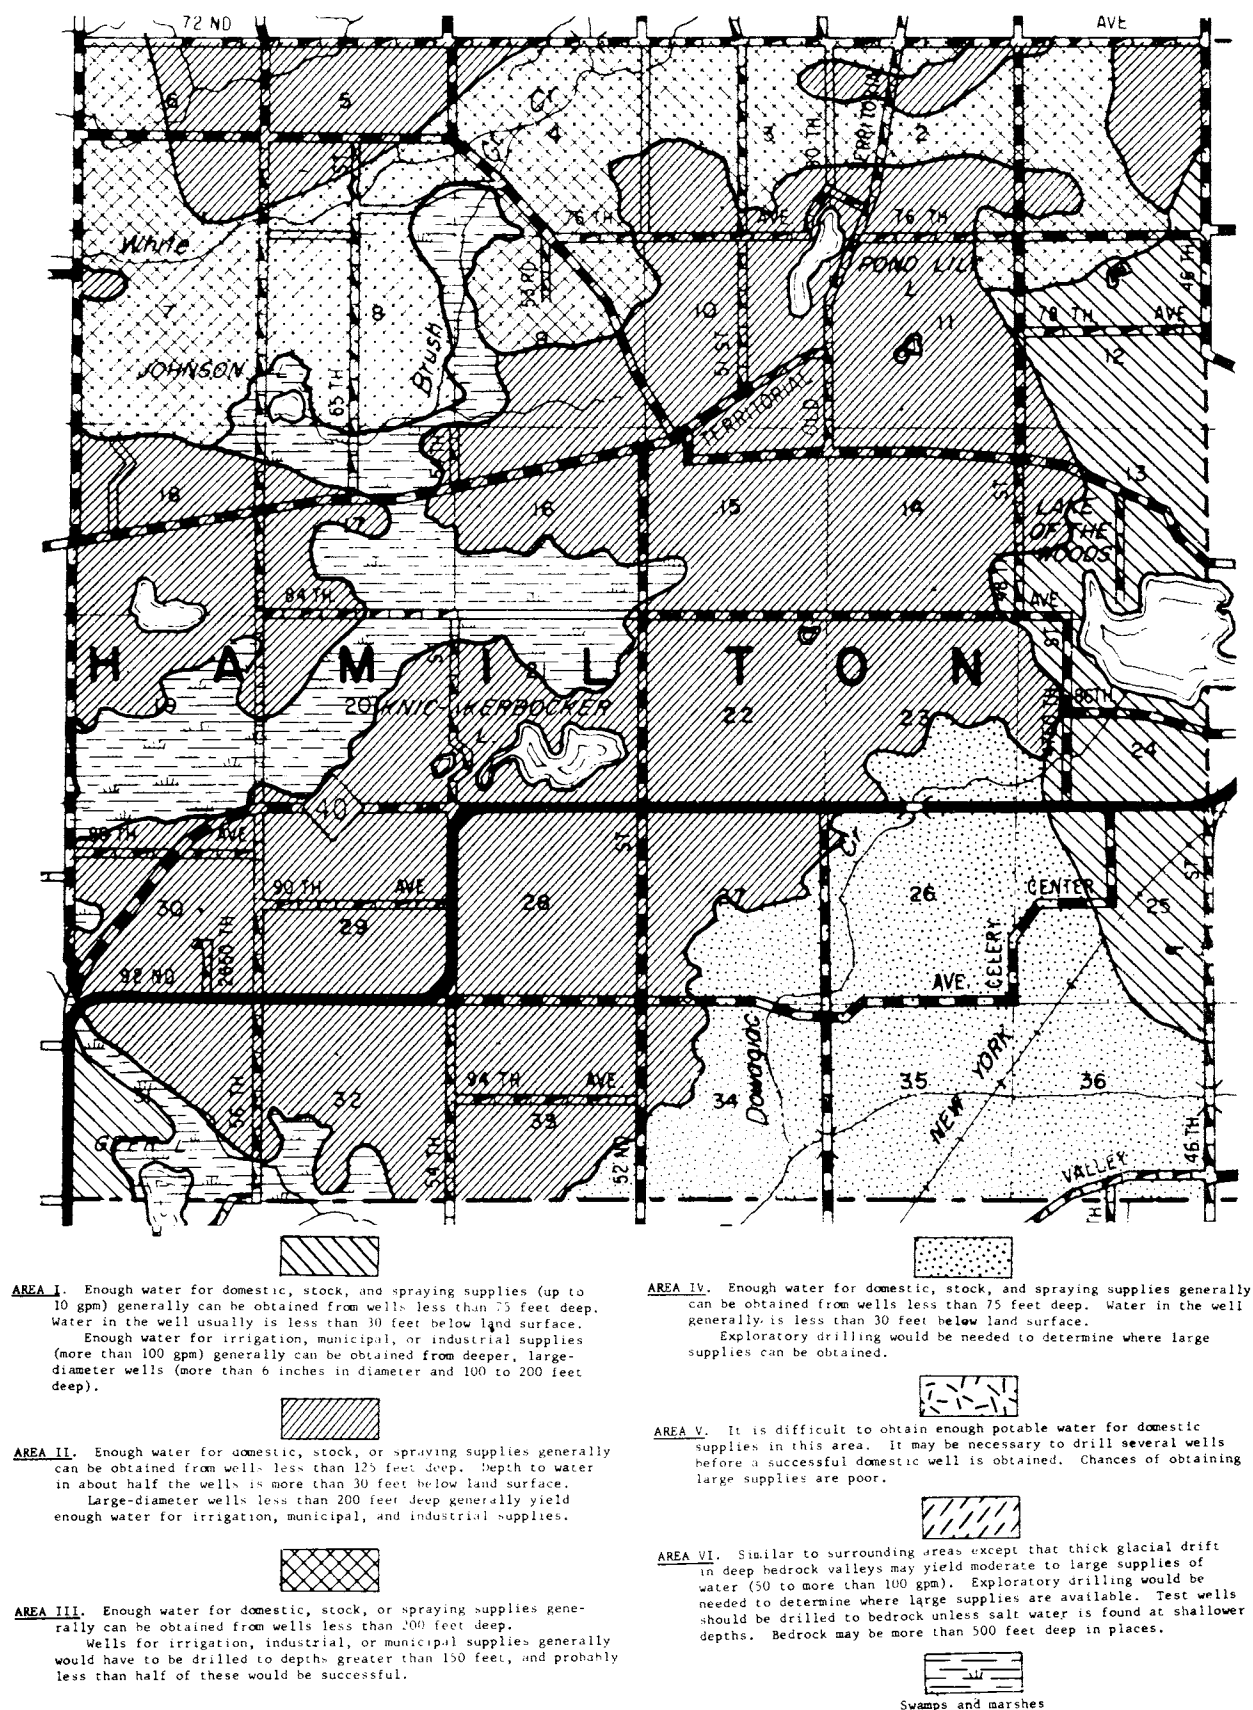 72 ND AVE
6 5 4 3 2
Cr
30 TH
TERRITORIAL
76 TH AVE 76 TH
White
53 RD
POND LILY
L
46 TH
7 8 9 10 11
78 TH AVE
12
JOHNSON L
65 TH
Brush
51 ST
TERRITORIAL
OLD
18 17 16 15 14 13
ST
LAKE
OF THE
WOODS
84 TH
48 TH
AVE
ST
HAMILTON
ST
19 20 21 22 23 24
KNICKERBOCKER
L
86TH
40
88 TH AVE
ST
Cr
90 TH AVE
30 29 28 27 26 25
CENTER
ST
CELERY
92 ND
AVE.
Dowagiac
NEW YORK
94 TH AVE.
31 32 33 34 35 36
56 TH
54 TH
52 ND
46 TH
VALLEY
TH
AREA I. Enough water for domestic, stock, and spraying supplies (up to
10 gpm) generally can be obtained from wells less than 75 feet deep.
Water in the well usually is less than 30 feet below land surface.
Enough water for irrigation, municipal, or industrial supplies
(more than 100 gpm) generally can be obtained from deeper, large-
diameter wells (more than 6 inches in diameter and 100 to 200 feet
deep).
AREA II. Enough water for domestic, stock, or spraying supplies generally
can be obtained from wells less than 125 feet deep. Depth to water
in about half the wells is more than 30 feet below land surface.
Large-diameter wells less than 200 feet deep generally yield
enough water for irrigation, municipal, and industrial supplies.
AREA III. Enough water for domestic, stock, or spraying supplies gene-
rally can be obtained from wells less than 200 feet deep.
Wells for irrigation, industrial, or municipal supplies generally
would have to be drilled to depths greater than 150 feet, and probably
less than half of these would be successful.
AREA IV. Enough water for domestic, stock, and spraying supplies generally
can be obtained from wells less than 75 feet deep. Water in the well
generally is less than 30 feet below land surface.
Exploratory drilling would be needed to determine where large
supplies can be obtained.
AREA V. It is difficult to obtain enough potable water for domestic
supplies in this area. It may be necessary to drill several wells
before a successful domestic well is obtained. Chances of obtaining
large supplies are poor.
AREA VI. Similar to surrounding areas except that thick glacial drift
in deep bedrock valleys may yield moderate to large supplies of
water (50 to more than 100 gpm). Exploratory drilling would be
needed to determine where large supplies are available. Test wells
should be drilled to bedrock unless salt water is found at shallower
depths. Bedrock may be more than 500 feet deep in places.
Swamps and marshes